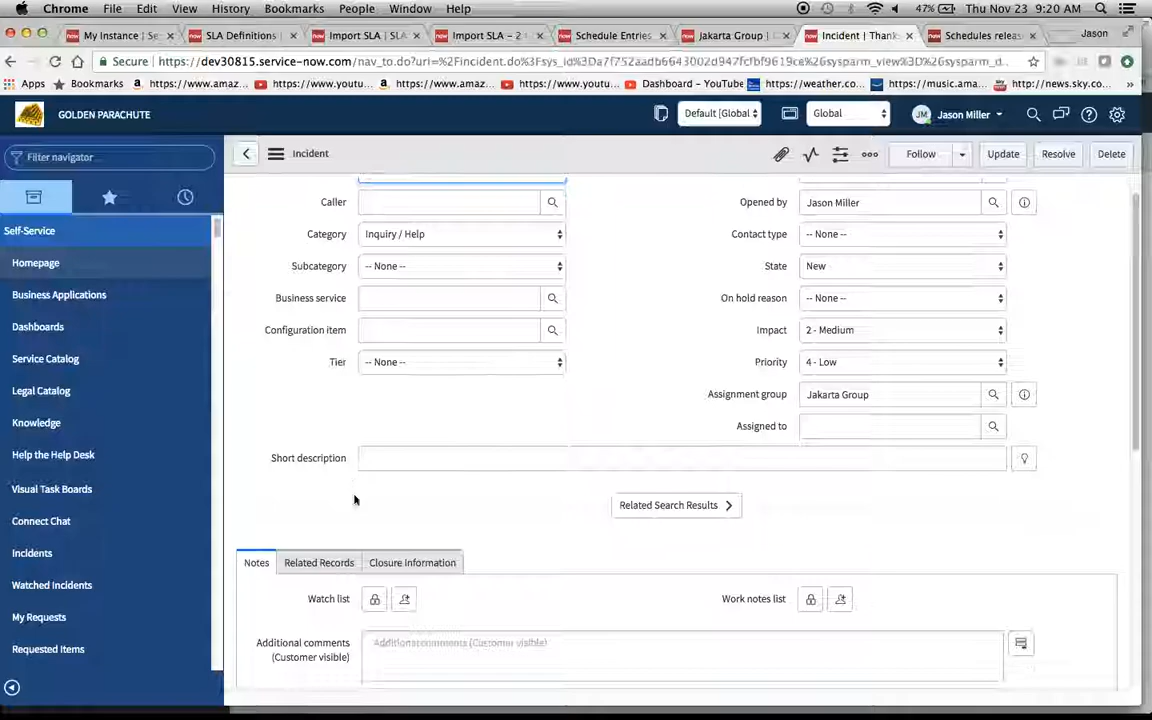 Chrome File Edit View History Bookmarks People Window Help 47% Thu Nov 23 9:20 AM
My Instance | Se SLA Definitions | Import SLA | SLA Import SLA – 2 Schedule Entries Jakarta Group | Incident | Thank Schedules relea Jason
Secure https://dev30815.service-now.com/nav_to.do?uri=%2Fincident.do%3Fsys_id%3Da7f752aadb6643002d947fcfbf9619ce%26sysparm_view%3D%26sysparm_d...
Apps Bookmarks https://www.amaz... https://www.youtu... https://www.amaz... https://www.youtu... Dashboard - YouTube https://weather.co... https://music.ama... http://news.sky.co...
GOLDEN PARACHUTE Default [Global Global JM Jason Miller
Filter navigator
Incident Follow Update Resolve Delete
Self-Service
Homepage
Business Applications
Dashboards
Service Catalog
Legal Catalog
Knowledge
Help the Help Desk
Visual Task Boards
Connect Chat
Incidents
Watched Incidents
My Requests
Requested Items
Caller
Category Inquiry / Help
Subcategory -- None --
Business service
Configuration item
Tier -- None --
Opened by Jason Miller
Contact type -- None --
State New
On hold reason -- None --
Impact 2 - Medium
Priority 4 - Low
Assignment group Jakarta Group
Assigned to
Short description
Related Search Results
Notes Related Records Closure Information
Watch list Work notes list
Additional comments (Customer visible)
Additional comments (Customer visible)